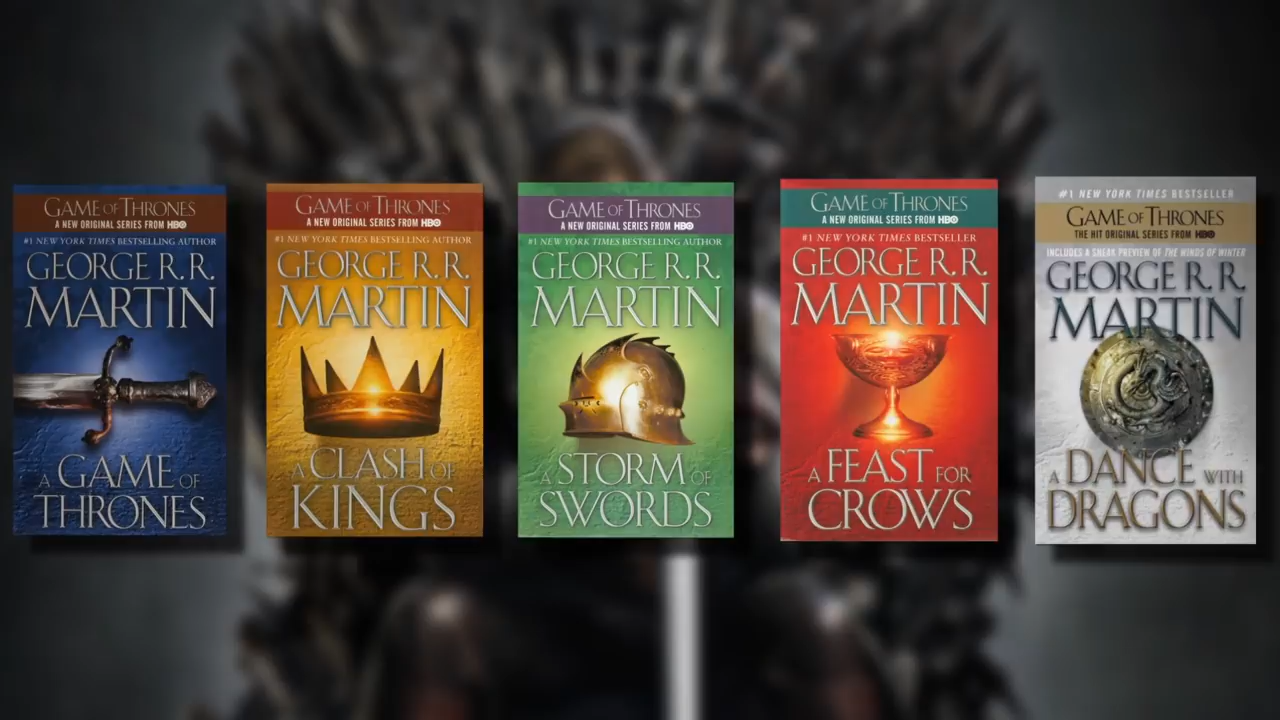 GAME OF THRONES
A NEW ORIGINAL SERIES FROM HBO
#1 NEW YORK TIMES BESTSELLING AUTHOR
GEORGE R. R.
MARTIN
A GAME OF
THRONES
GAME OF THRONES
A NEW ORIGINAL SERIES FROM HBO
#1 NEW YORK TIMES BESTSELLING AUTHOR
GEORGE R. R.
MARTIN
A CLASH OF
KINGS
GAME OF THRONES
A NEW ORIGINAL SERIES FROM HBO
#1 NEW YORK TIMES BESTSELLING AUTHOR
GEORGE R. R.
MARTIN
A STORM OF
SWORDS
GAME OF THRONES
A NEW ORIGINAL SERIES FROM HBO
#1 NEW YORK TIMES BESTSELLER
GEORGE R. R.
MARTIN
A FEAST FOR
CROWS
#1 NEW YORK TIMES BESTSELLER
GAME OF THRONES
THE HIT ORIGINAL SERIES FROM HBO
INCLUDES A SNEAK PREVIEW OF THE WINDS OF WINTER
GEORGE R. R.
MARTIN
A DANCE WITH
DRAGONS